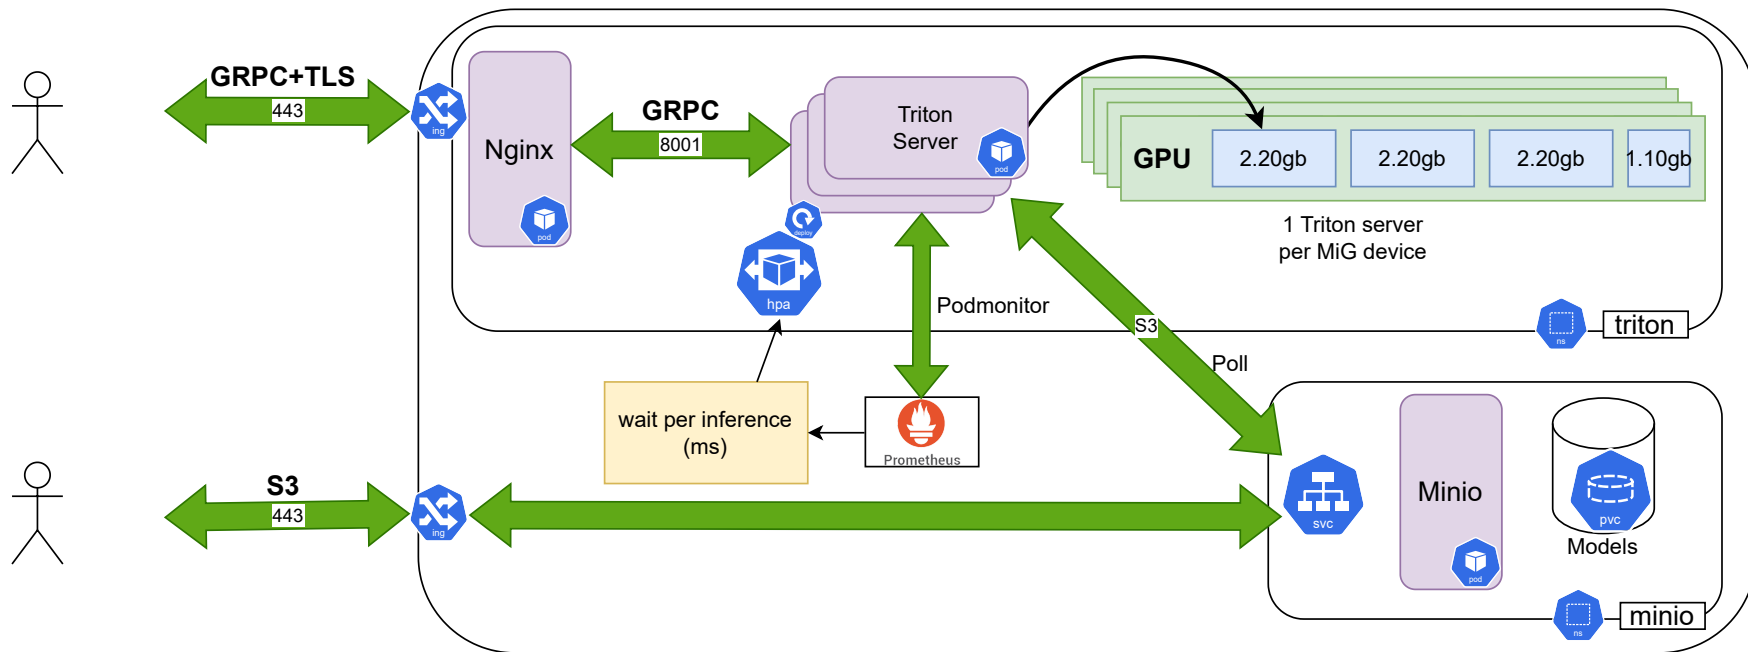 GRPC+TLS
443
ing
Nginx
pod
GRPC
8001
Triton
Server
pod
deploy
hpa
GPU
2.20gb
2.20gb
2.20gb
1.10gb
1 Triton server
per MiG device
Podmonitor
S3
Poll
ns
triton
wait per inference
(ms)
Prometheus
S3
443
ing
svc
Minio
pod
pvc
Models
ns
minio